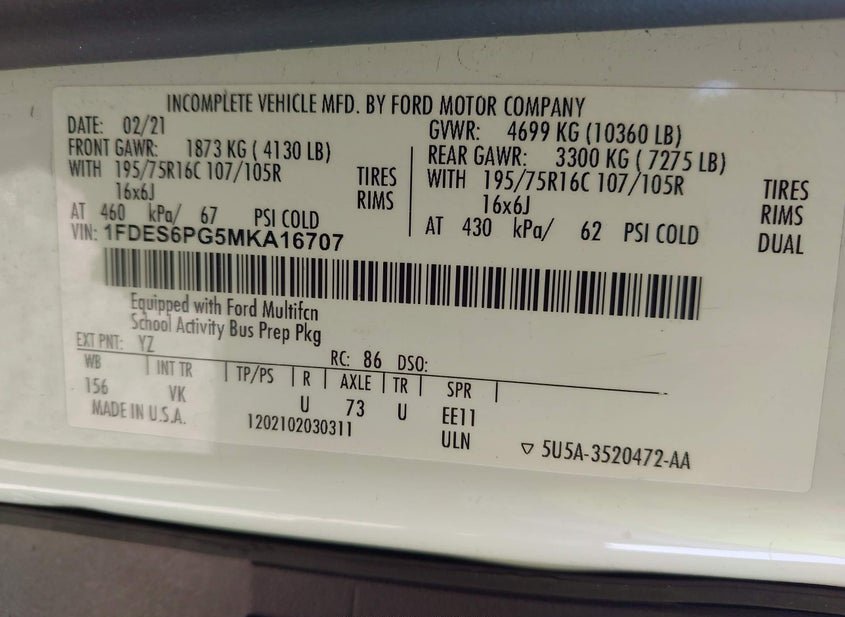 INCOMPLETE VEHICLE MFD. BY FORD MOTOR COMPANY
DATE: 02/21 GVWR: 4699 KG (10360 LB)
FRONT GAWR: 1873 KG ( 4130 LB) REAR GAWR: 3300 KG ( 7275 LB)
WITH 195/75R16C 107/105R TIRES WITH 195/75R16C 107/105R TIRES
16x6J RIMS 16x6J RIMS
AT 460 kPa/ 67 PSI COLD AT 430 kPa/ 62 PSI COLD DUAL
VIN: 1FDES6PG5MKA16707
Equipped with Ford Multifcn
School Activity Bus Prep Pkg
EXT PNT: YZ RC: 86 DSO:
WB INT TR TP/PS R AXLE TR SPR
156 VK U 73 U EE11
MADE IN U.S.A. 1202102030311 ULN ▽ 5U5A-3520472-AA